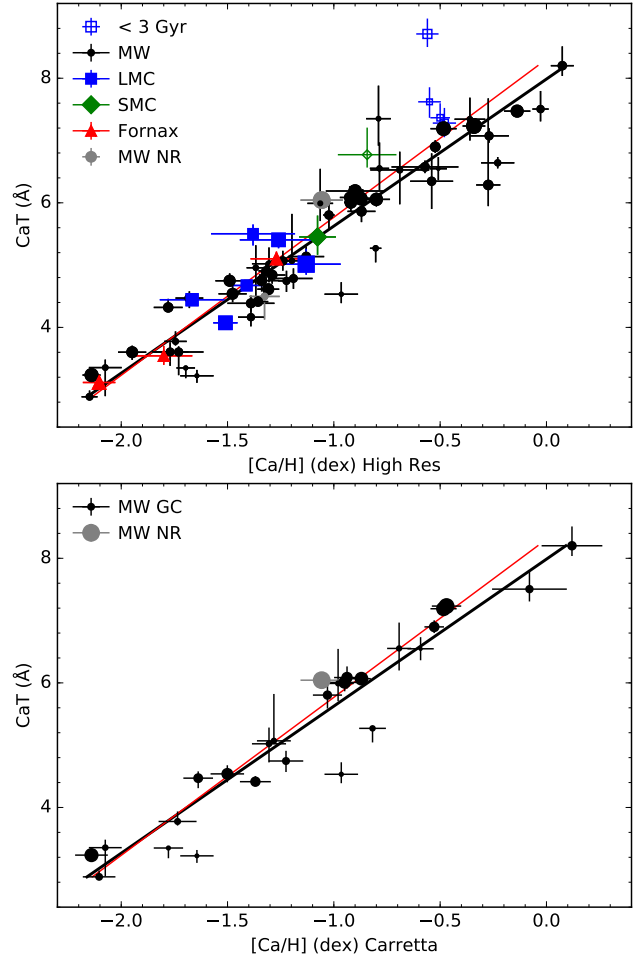 < 3 Gyr
MW
LMC
SMC
Fornax
MW NR
8
6
4
CaT (Å)
−2.0 −1.5 −1.0 −0.5 0.0
[Ca/H] (dex) High Res
MW GC
MW NR
8
6
4
CaT (Å)
−2.0 −1.5 −1.0 −0.5 0.0
[Ca/H] (dex) Carretta